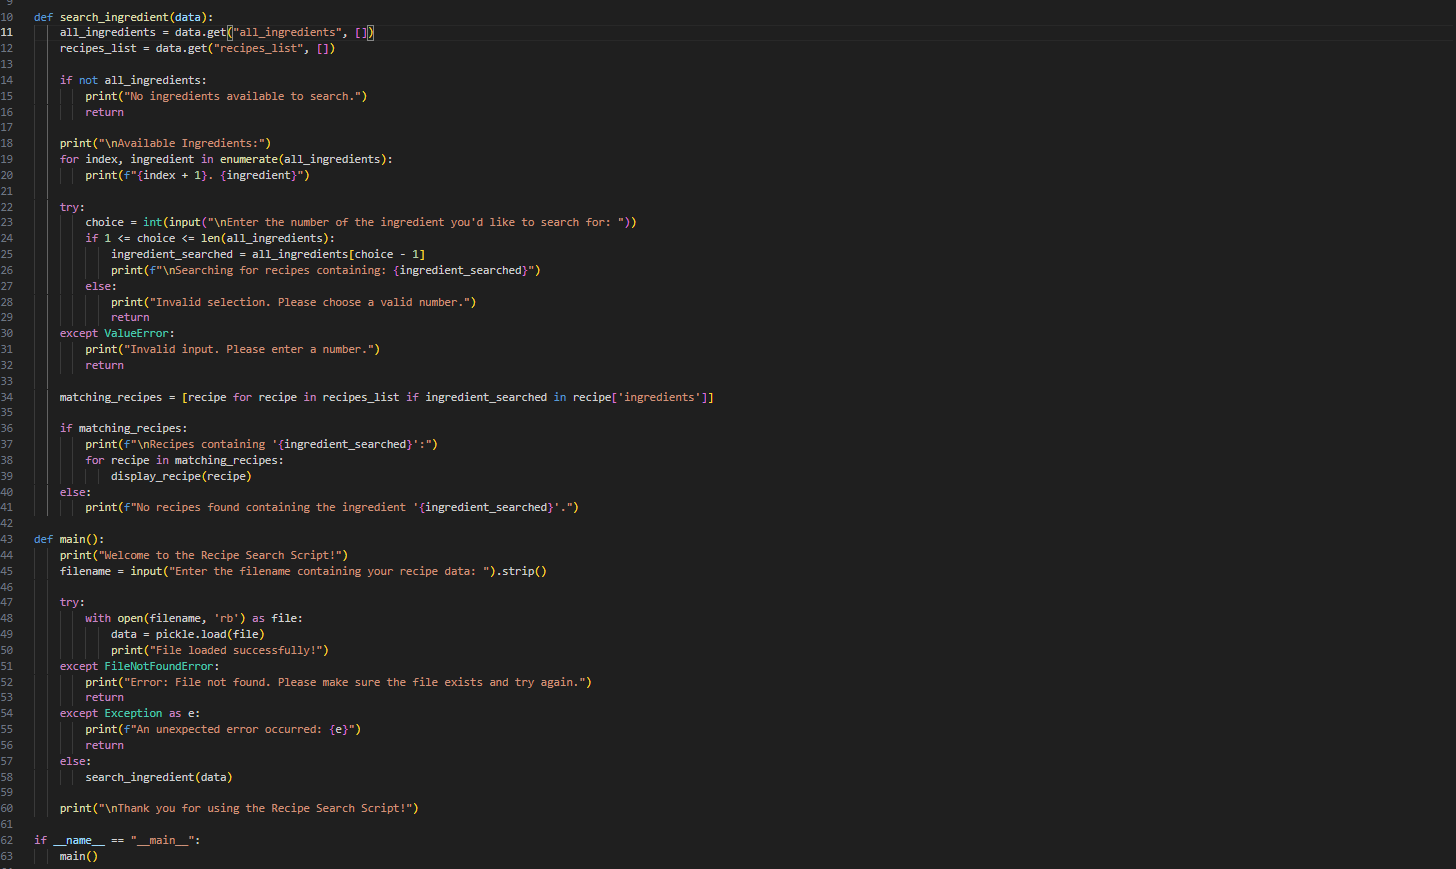 9
10 def search_ingredient(data):
11     all_ingredients = data.get("all_ingredients", [])
12     recipes_list = data.get("recipes_list", [])
13
14     if not all_ingredients:
15         print("No ingredients available to search.")
16         return
17
18     print("\nAvailable Ingredients:")
19     for index, ingredient in enumerate(all_ingredients):
20         print(f"{index + 1}. {ingredient}")
21
22     try:
23         choice = int(input("\nEnter the number of the ingredient you'd like to search for: "))
24         if 1 <= choice <= len(all_ingredients):
25             ingredient_searched = all_ingredients[choice - 1]
26             print(f"\nSearching for recipes containing: {ingredient_searched}")
27         else:
28             print("Invalid selection. Please choose a valid number.")
29             return
30     except ValueError:
31         print("Invalid input. Please enter a number.")
32         return
33
34     matching_recipes = [recipe for recipe in recipes_list if ingredient_searched in recipe['ingredients']]
35
36     if matching_recipes:
37         print(f"\nRecipes containing '{ingredient_searched}':")
38         for recipe in matching_recipes:
39             display_recipe(recipe)
40     else:
41         print(f"No recipes found containing the ingredient '{ingredient_searched}'.")
42
43 def main():
44     print("Welcome to the Recipe Search Script!")
45     filename = input("Enter the filename containing your recipe data: ").strip()
46
47     try:
48         with open(filename, 'rb') as file:
49             data = pickle.load(file)
50             print("File loaded successfully!")
51     except FileNotFoundError:
52         print("Error: File not found. Please make sure the file exists and try again.")
53         return
54     except Exception as e:
55         print(f"An unexpected error occurred: {e}")
56         return
57     else:
58         search_ingredient(data)
59
60     print("\nThank you for using the Recipe Search Script!")
61
62 if __name__ == "__main__":
63     main()